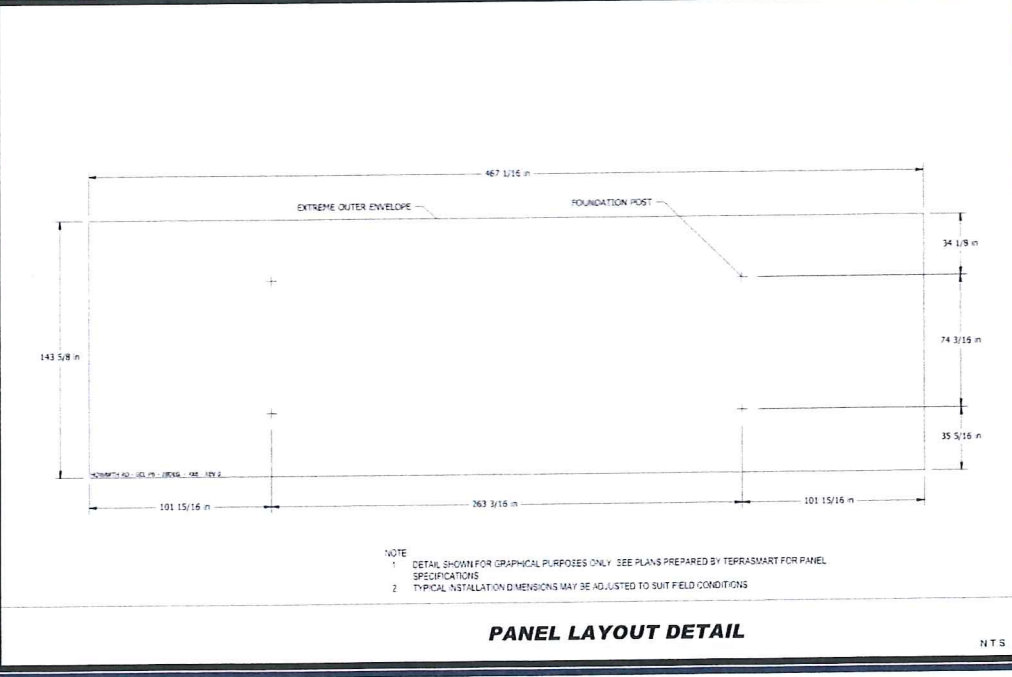 467 1/16 in
EXTREME OUTER ENVELOPE
FOUNDATION POST
34 1/8 in
143 5/8 in
74 3/16 in
35 5/16 in
HOWARTH RD
101 15/16 in
263 3/16 in
101 15/16 in
NOTE
1 DETAIL SHOWN FOR GRAPHICAL PURPOSES ONLY. SEE PLANS PREPARED BY TERRASMART FOR PANEL
SPECIFICATIONS
2 TYPICAL INSTALLATION DIMENSIONS MAY BE ADJUSTED TO SUIT FIELD CONDITIONS
PANEL LAYOUT DETAIL
NTS